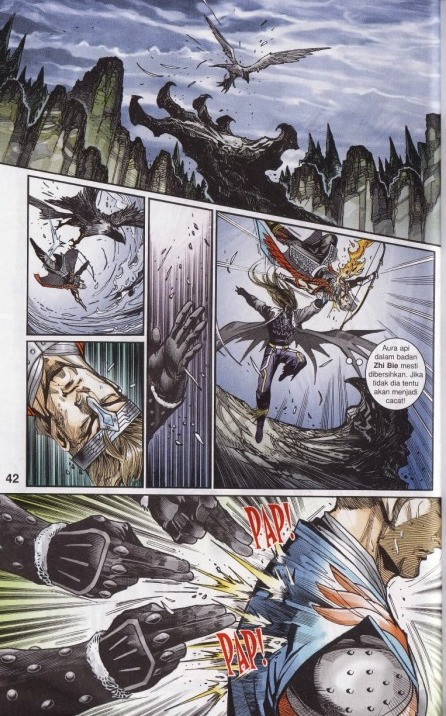 Aura api
dalam badan
Zhi Bie mesti
dibersihkan. Jika
tidak dia tentu
akan menjadi
cacat!
42
PAP!
PAP!